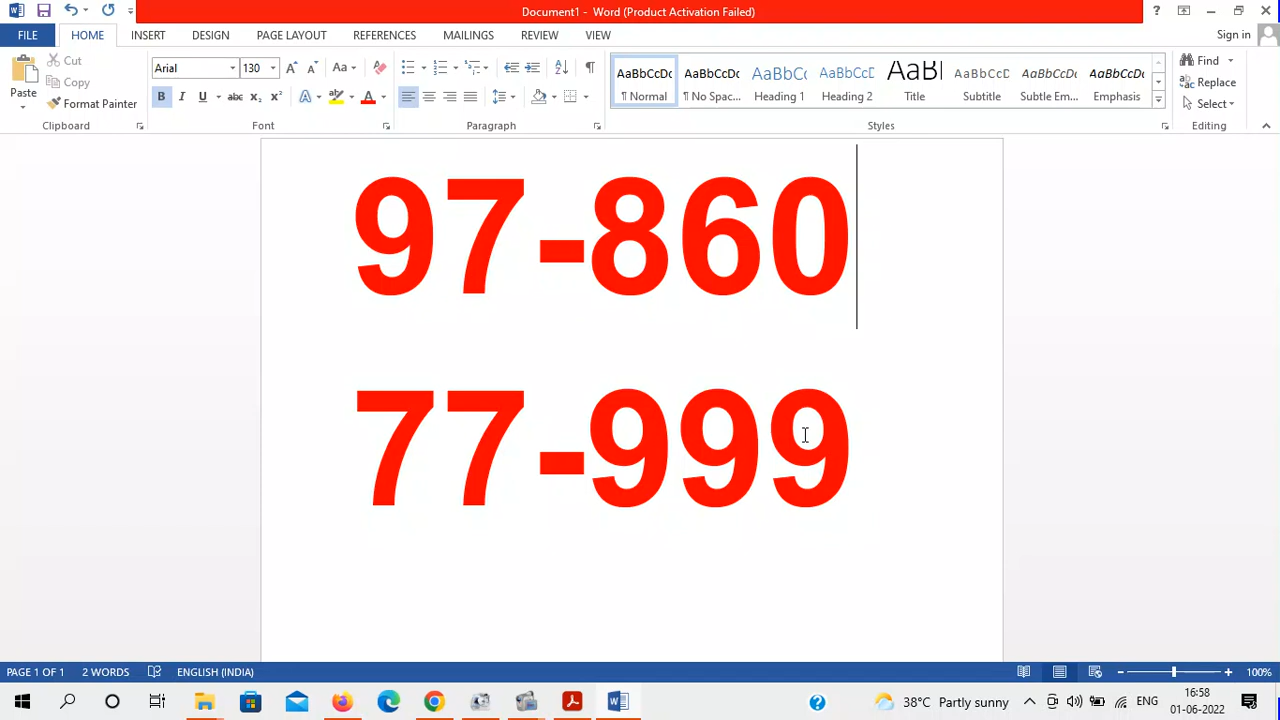 Document1 - Word (Product Activation Failed)
Sign in
FILE HOME INSERT DESIGN PAGE LAYOUT REFERENCES MAILINGS REVIEW VIEW
Paste
Cut
Copy
Format Painter
Clipboard
Arial 130
Font
Paragraph
AaBbCcDc AaBbCcDc AaBbCc AaBbCcD AaBl AaBbCcD AaBbCcDc AaBbCcDc
¶ Normal ¶ No Spac... Heading 1 Heading 2 Title Subtitle Subtle Em... Emphasis
Styles
Find
Replace
Select
Editing
97-860
77-999
PAGE 1 OF 1 2 WORDS ENGLISH (INDIA) 100%
38°C Partly sunny ENG 16:58
01-06-2022